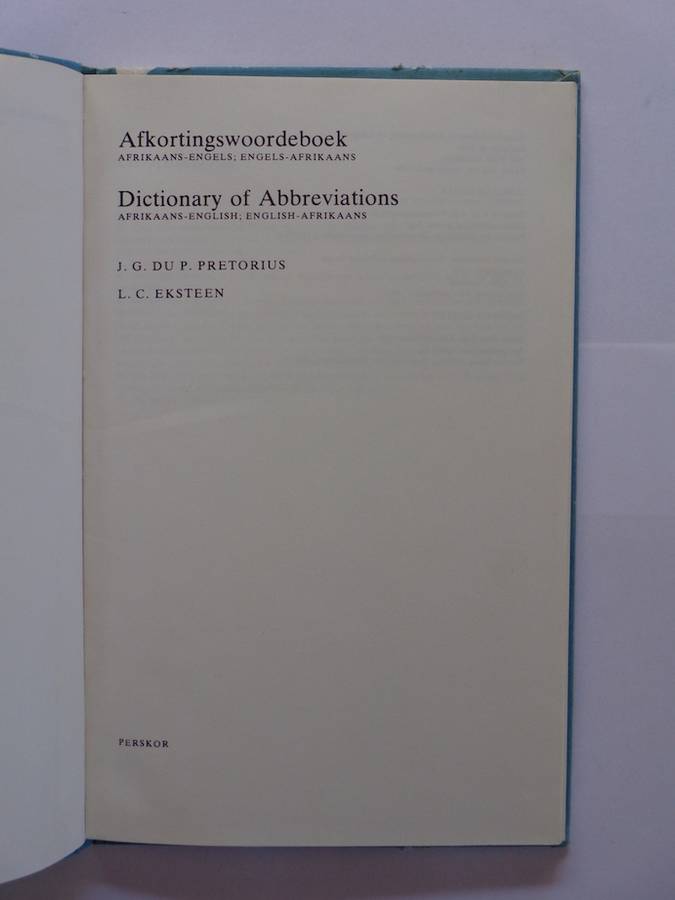 Afkortingswoordeboek
AFRIKAANS-ENGELS; ENGELS-AFRIKAANS
Dictionary of Abbreviations
AFRIKAANS-ENGLISH; ENGLISH-AFRIKAANS
J. G. DU P. PRETORIUS
L. C. EKSTEEN
PERSKOR